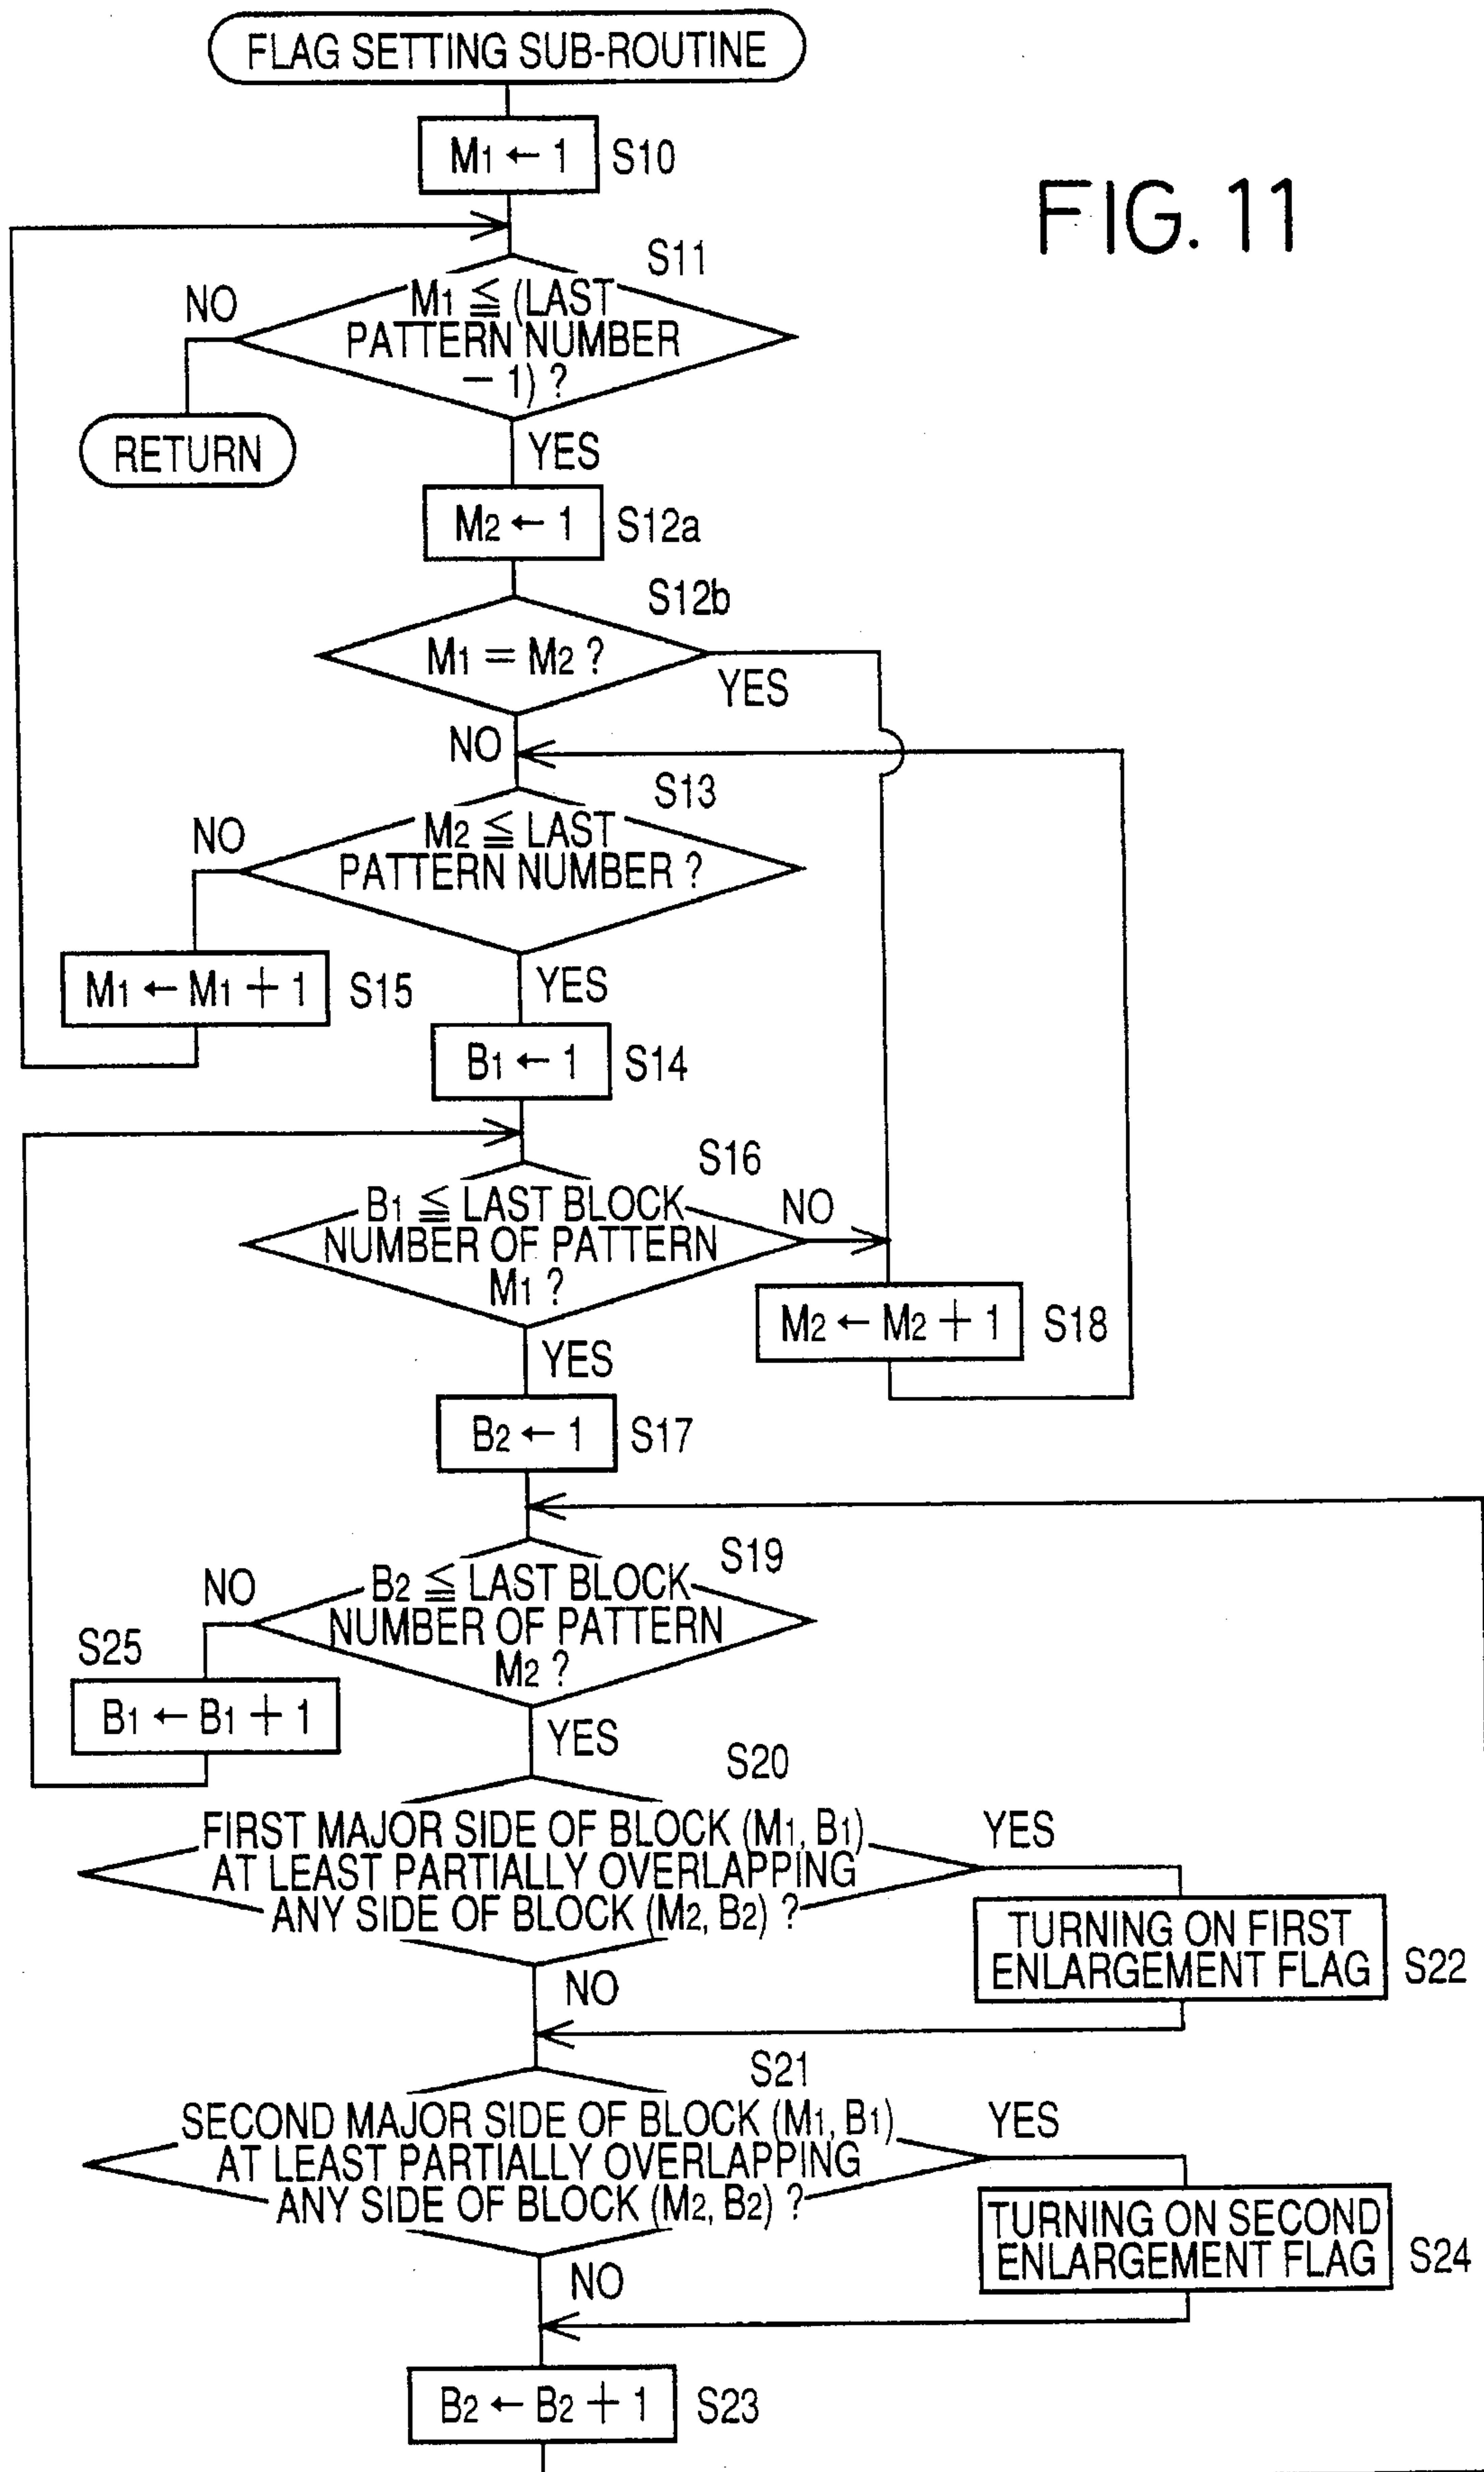 FLAG SETTING SUB-ROUTINE
M1 ← 1 S10
FIG. 11
S11
NO
M1 ≦ (LAST
PATTERN NUMBER
− 1) ?
RETURN
YES
M2 ← 1 S12a
S12b
M1 = M2 ?
YES
NO
S13
NO
M2 ≦ LAST
PATTERN NUMBER ?
M1 ← M1 + 1 S15
YES
B1 ← 1 S14
S16
B1 ≦ LAST BLOCK
NUMBER OF PATTERN
M1 ?
NO
M2 ← M2 + 1 S18
YES
B2 ← 1 S17
S19
NO
B2 ≦ LAST BLOCK
NUMBER OF PATTERN
M2 ?
S25
B1 ← B1 + 1
YES
S20
FIRST MAJOR SIDE OF BLOCK (M1, B1)
AT LEAST PARTIALLY OVERLAPPING
ANY SIDE OF BLOCK (M2, B2) ?
YES
TURNING ON FIRST
ENLARGEMENT FLAG S22
NO
S21
SECOND MAJOR SIDE OF BLOCK (M1, B1)
AT LEAST PARTIALLY OVERLAPPING
ANY SIDE OF BLOCK (M2, B2) ?
YES
TURNING ON SECOND
ENLARGEMENT FLAG S24
NO
B2 ← B2 + 1 S23